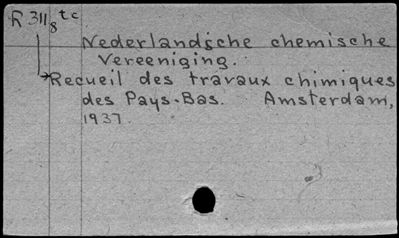 R 311 8 tc
Nederlandsche chemische
Vereeniging.
Recueil des travaux chimiques
des Pays-Bas. Amsterdam,
1937.